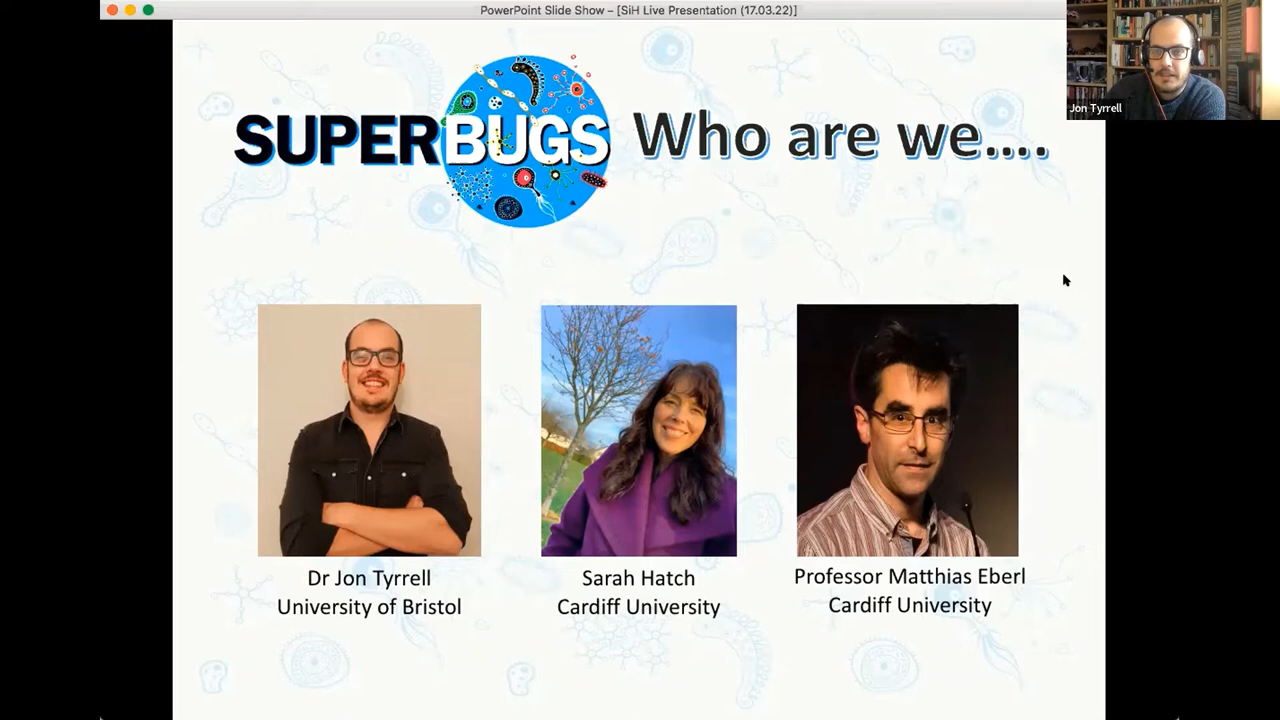 PowerPoint Slide Show – [SiH Live Presentation (17.03.22)]
Jon Tyrrell
SUPERBUGS Who are we....
Dr Jon Tyrrell
University of Bristol
Sarah Hatch
Cardiff University
Professor Matthias Eberl
Cardiff University